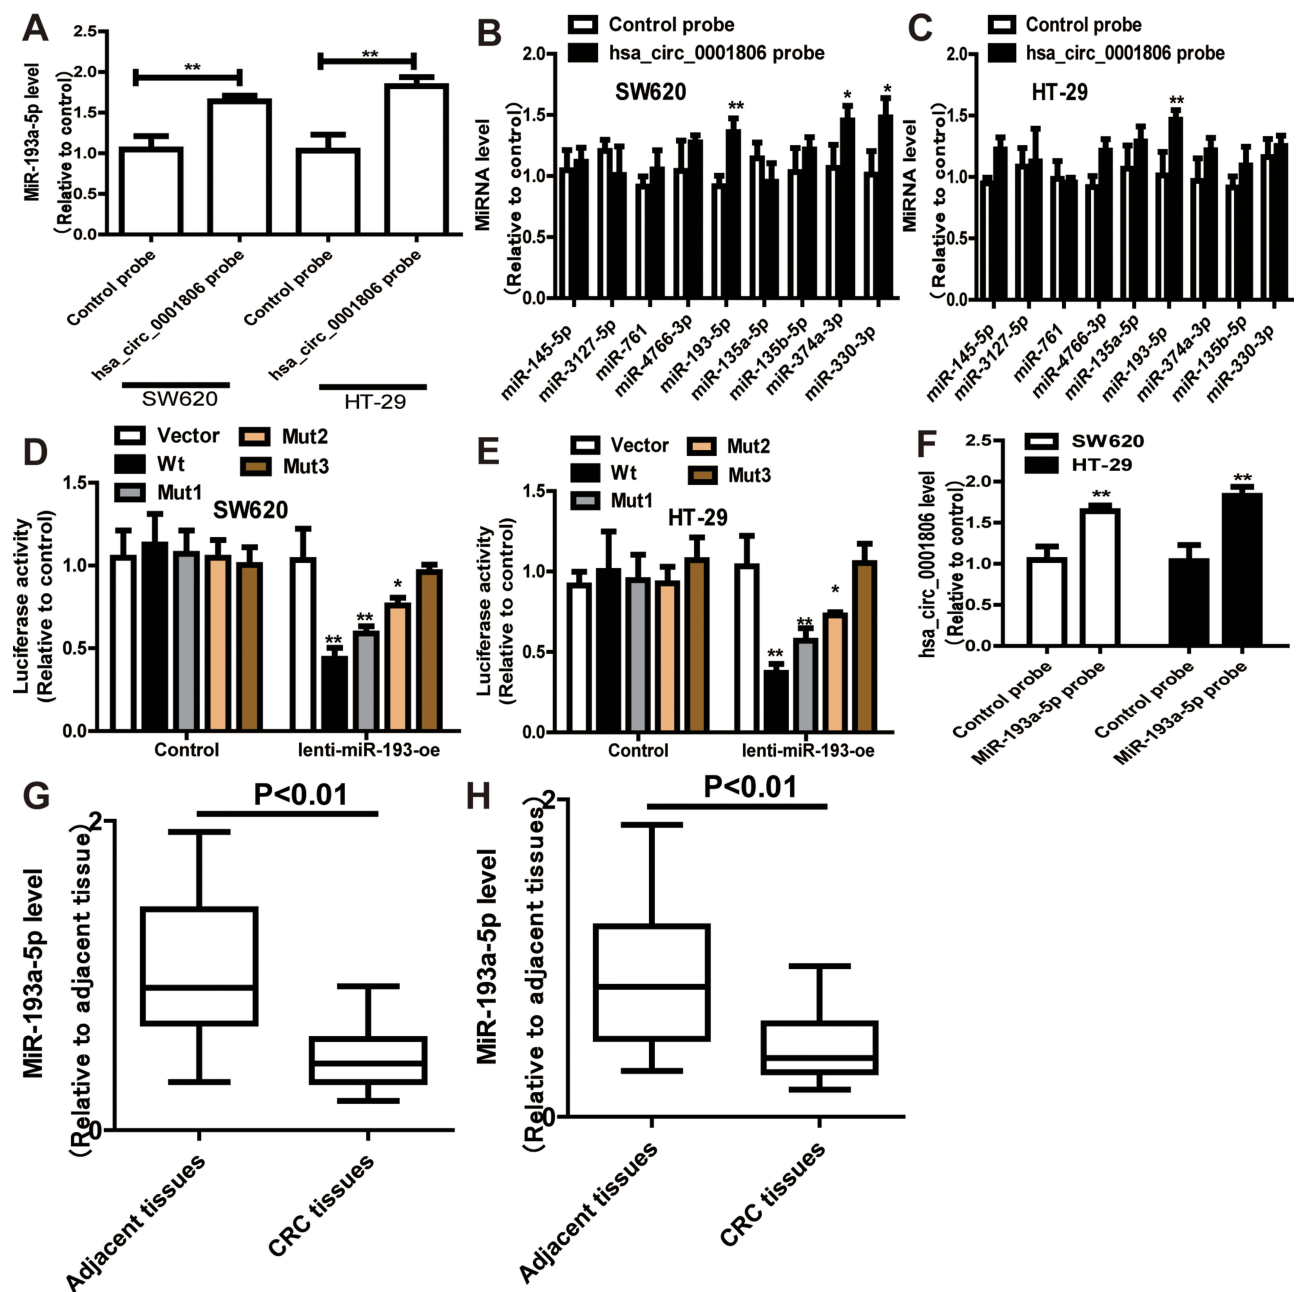 A
MiR-193a-5p level
(Relative to control)
2.5
2.0
1.5
1.0
0.5
0.0
**
**
Control probe
hsa_circ_0001806 probe
Control probe
hsa_circ_0001806 probe
SW620
HT-29
B
Control probe
hsa_circ_0001806 probe
SW620
MiRNA level
(Relative to control)
2.0
1.5
1.0
0.5
0.0
**
*
*
miR-145-5p
miR-3127-5p
miR-761
miR-4766-3p
miR-193-5p
miR-135a-5p
miR-135b-5p
miR-374a-3p
miR-330-3p
C
Control probe
hsa_circ_0001806 probe
HT-29
MiRNA level
(Relative to control)
2.0
1.5
1.0
0.5
0.0
**
miR-145-5p
miR-3127-5p
miR-761
miR-4766-3p
miR-135a-5p
miR-193-5p
miR-374a-3p
miR-135b-5p
miR-330-3p
D
Vector
Wt
Mut1
Mut2
Mut3
SW620
Luciferase activity
(Relative to control)
1.5
1.0
0.5
0.0
**
**
*
Control
lenti-miR-193-oe
E
Vector
Wt
Mut1
Mut2
Mut3
HT-29
Luciferase activity
(Relative to control)
1.5
1.0
0.5
0.0
**
**
*
Control
lenti-miR-193-oe
F
SW620
HT-29
hsa_circ_0001806 level
(Relative to control)
2.5
2.0
1.5
1.0
0.5
0.0
**
**
Control probe
MiR-193a-5p probe
Control probe
MiR-193a-5p probe
G
P<0.01
MiR-193a-5p level
(Relative to adjacent tissue)
2
0
Adjacent tissues
CRC tissues
H
P<0.01
MiR-193a-5p level
(Relative to adjacent tissues)
2
0
Adjacent tissues
CRC tissues